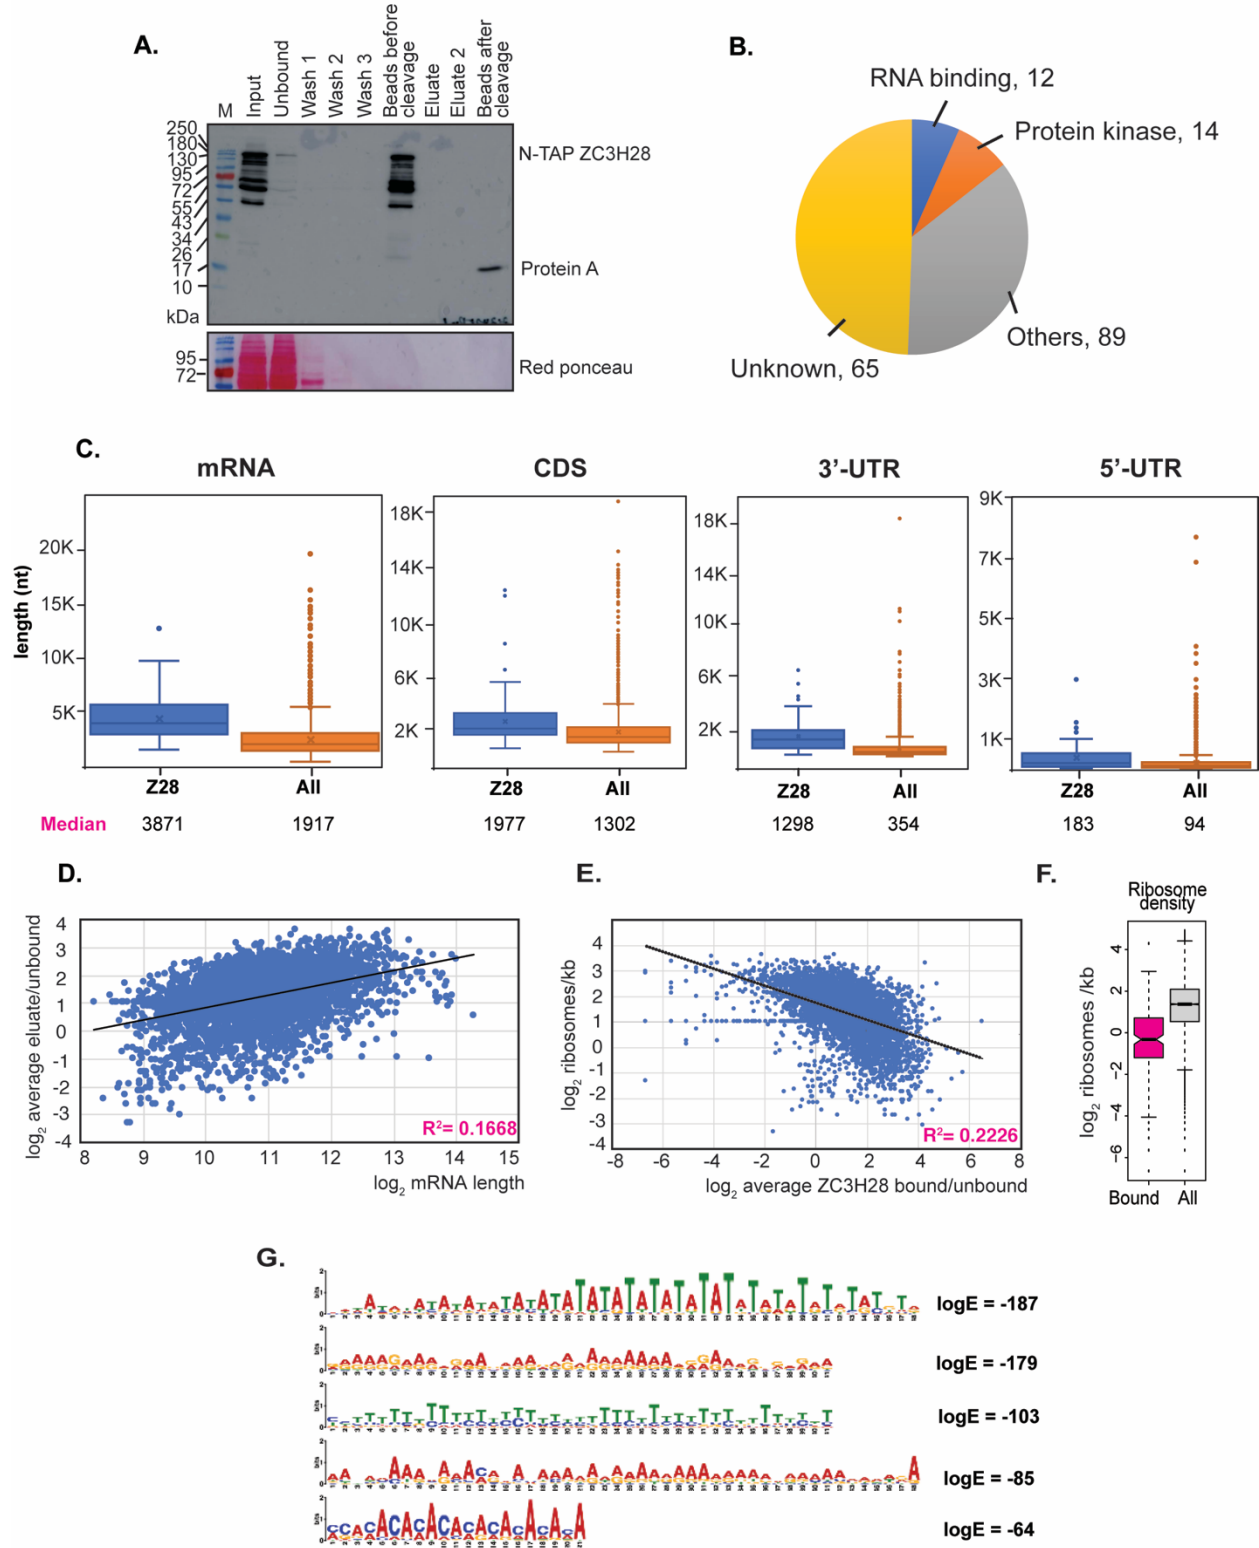 A.
M
Input
Unbound
Wash 1
Wash 2
Wash 3
Beads before
cleavage
Eluate
Eluate 2
Beads after
cleavage
250
180
130
95
72
55
43
34
26
17
10
kDa
N-TAP ZC3H28
Protein A
95
72
Red ponceau
B.
RNA binding, 12
Protein kinase, 14
Others, 89
Unknown, 65
C.
mRNA
CDS
3'-UTR
5'-UTR
length (nt)
20K
15K
10K
5K
18K
14K
10K
6K
2K
18K
14K
10K
6K
2K
9K
7K
5K
3K
1K
Z28 All
Z28 All
Z28 All
Z28 All
Median 3871 1917 1977 1302 1298 354 183 94
D.
log2 average eluate/unbound
4
3
2
1
0
-1
-2
-3
-4
R²= 0.1668
8 9 10 11 12 13 14 15
log2 mRNA length
E.
log2 ribosomes/kb
4
3
2
1
0
-1
-2
-3
-4
R²= 0.2226
-8 -6 -4 -2 0 2 4 6 8
log2 average ZC3H28 bound/unbound
F.
Ribosome
density
log2 ribosomes /kb
4
2
0
-2
-4
-6
Bound All
G.
logE = -187
logE = -179
logE = -103
logE = -85
logE = -64